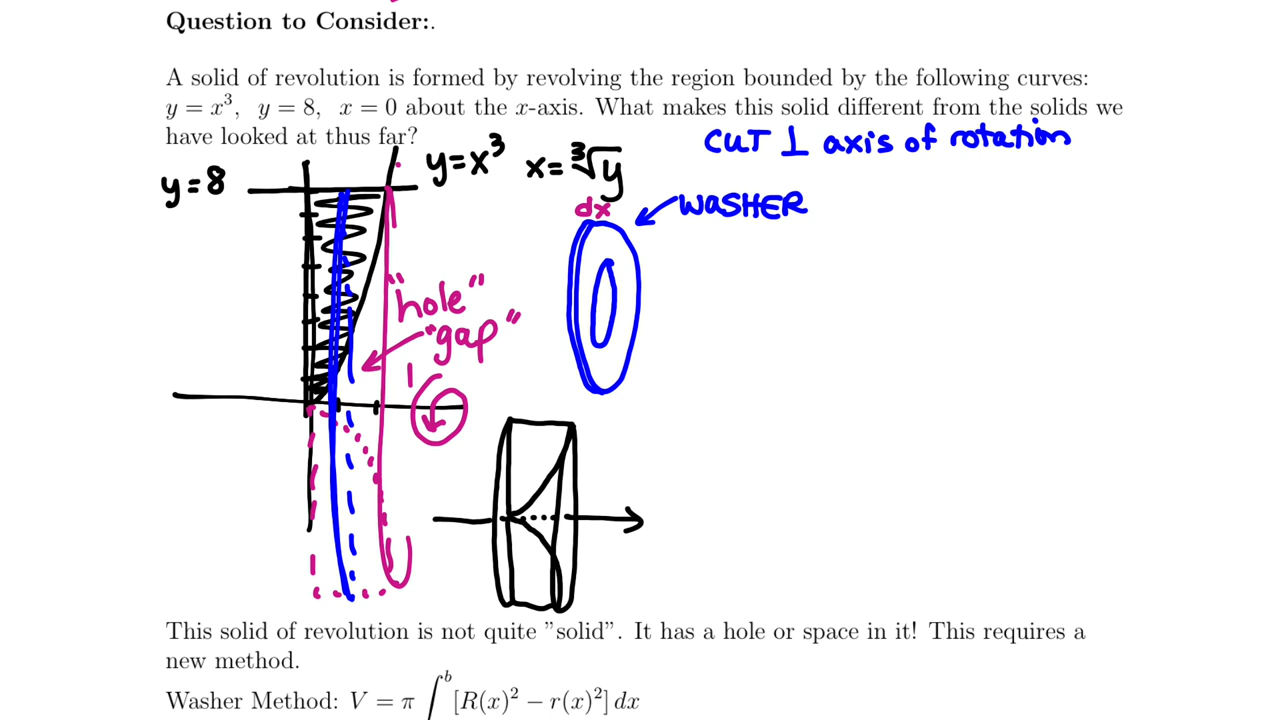 Question to Consider:.
A solid of revolution is formed by revolving the region bounded by the following curves:
y = x³, y = 8, x = 0 about the x-axis. What makes this solid different from the solids we
have looked at thus far?
CUT ⊥ axis of rotation
y=x³ x=∛y
y=8
dx
WASHER
"hole"
"gap"
This solid of revolution is not quite "solid". It has a hole or space in it! This requires a
new method.
Washer Method: V = π ∫ᵇ [R(x)² − r(x)²] dx